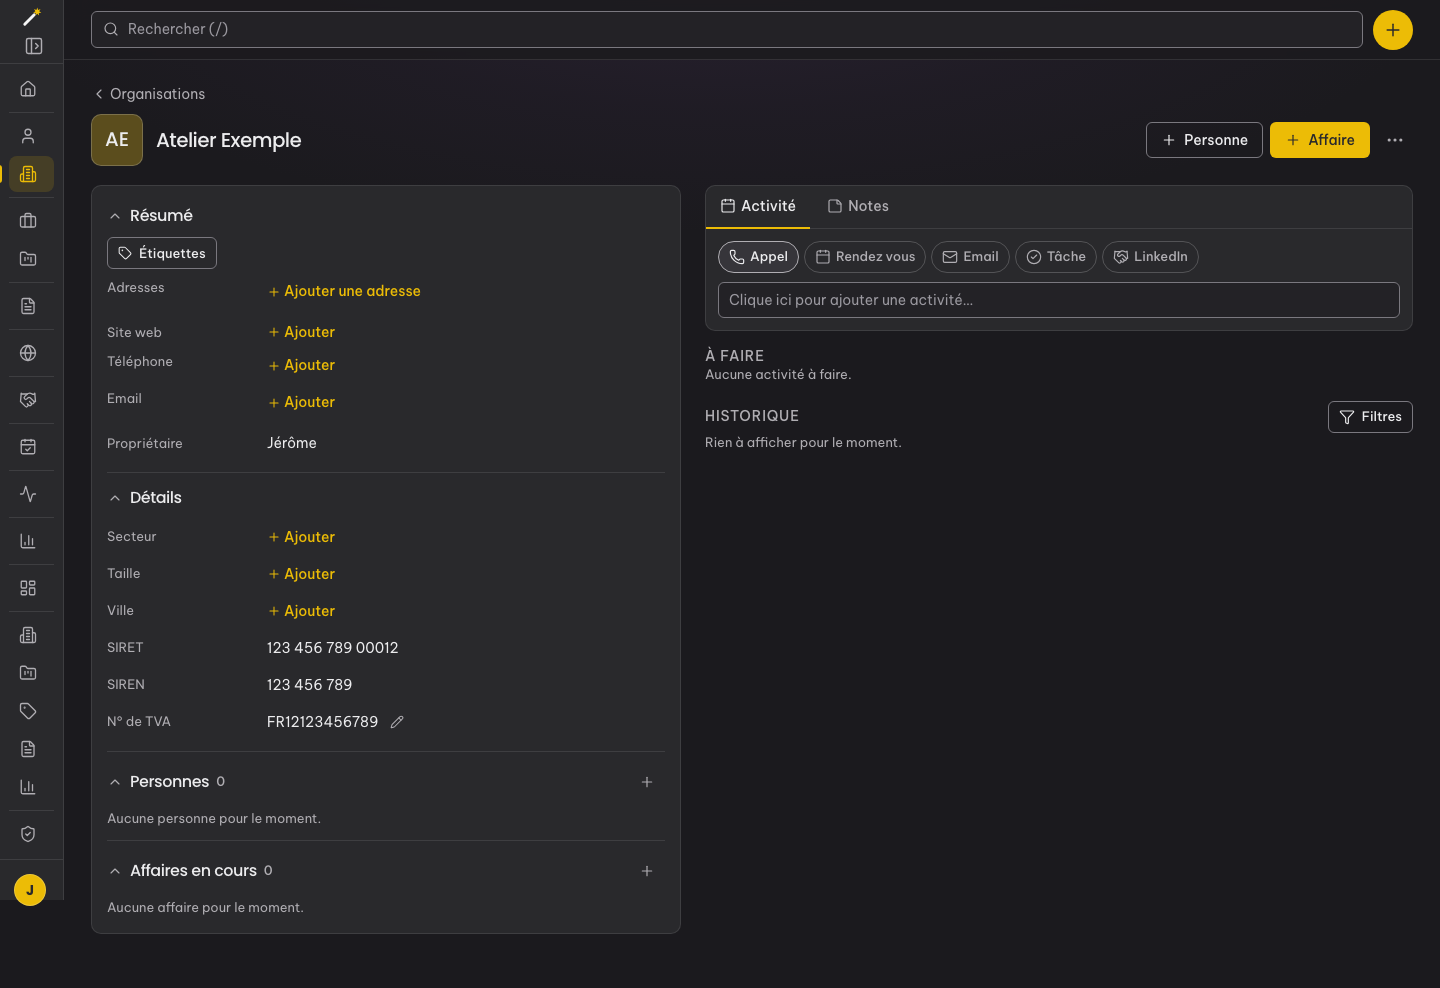 Rechercher (/)
Organisations
AE
Atelier Exemple
Personne
Affaire
Résumé
Étiquettes
Adresses
Ajouter une adresse
Site web
Ajouter
Téléphone
Ajouter
Email
Ajouter
Propriétaire
Jérôme
Détails
Secteur
Ajouter
Taille
Ajouter
Ville
Ajouter
SIRET
123 456 789 00012
SIREN
123 456 789
N° de TVA
FR12123456789
Personnes 0
Aucune personne pour le moment.
Affaires en cours 0
Aucune affaire pour le moment.
Activité
Notes
Appel
Rendez vous
Email
Tâche
LinkedIn
Clique ici pour ajouter une activité...
À FAIRE
Aucune activité à faire.
HISTORIQUE
Filtres
Rien à afficher pour le moment.
J